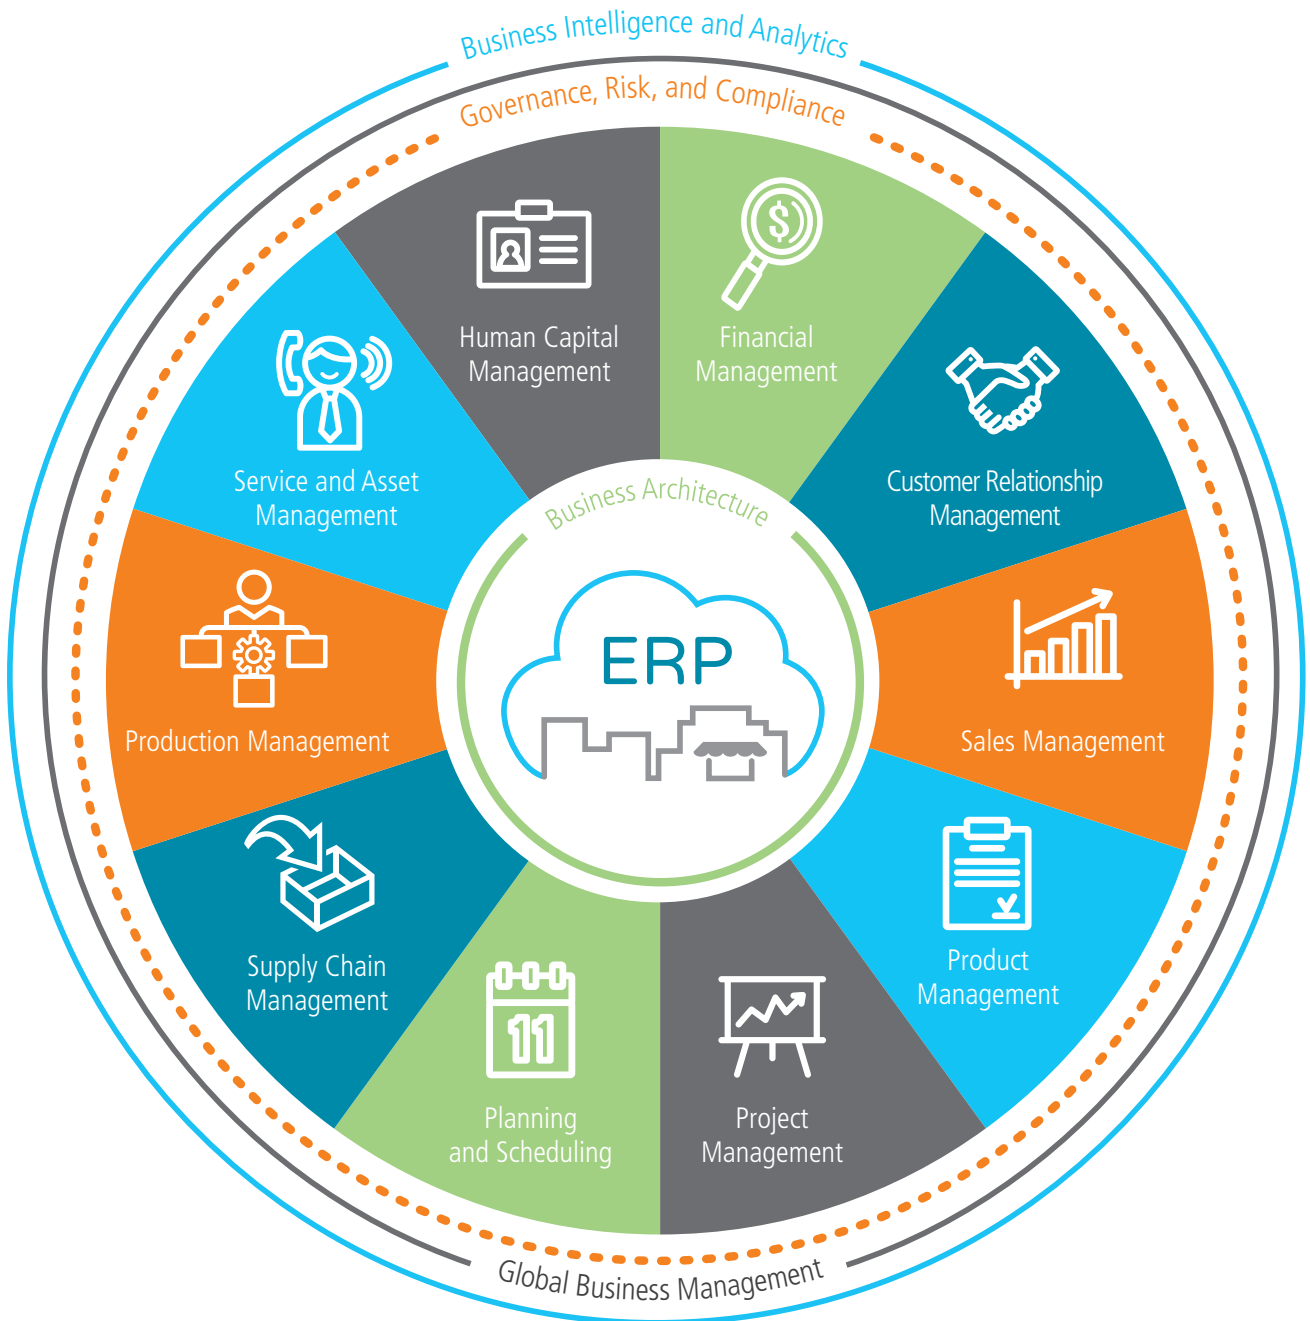 Business Intelligence and Analytics
Governance, Risk, and Compliance
Human Capital
Management
$
Financial
Management
Customer Relationship
Management
Sales Management
Product
Management
Project
Management
11
Planning
and Scheduling
Supply Chain
Management
Production Management
Service and Asset
Management
Business Architecture
ERP
Global Business Management